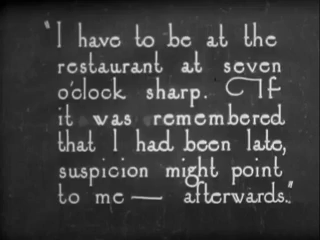 "I have to be at the
restaurant at seven
o'clock sharp. If
it was remembered
that I had been late,
suspicion might point
to me — afterwards."